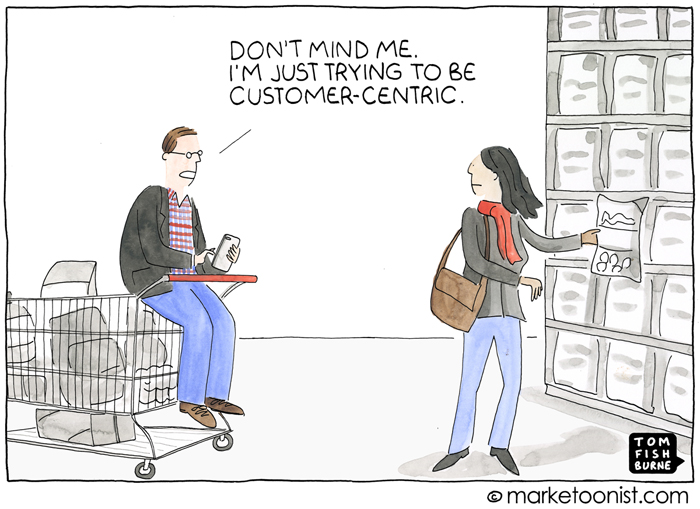 DON'T MIND ME.
I'M JUST TRYING TO BE
CUSTOMER-CENTRIC.
TOM
FISH
BURNE
© marketoonist.com